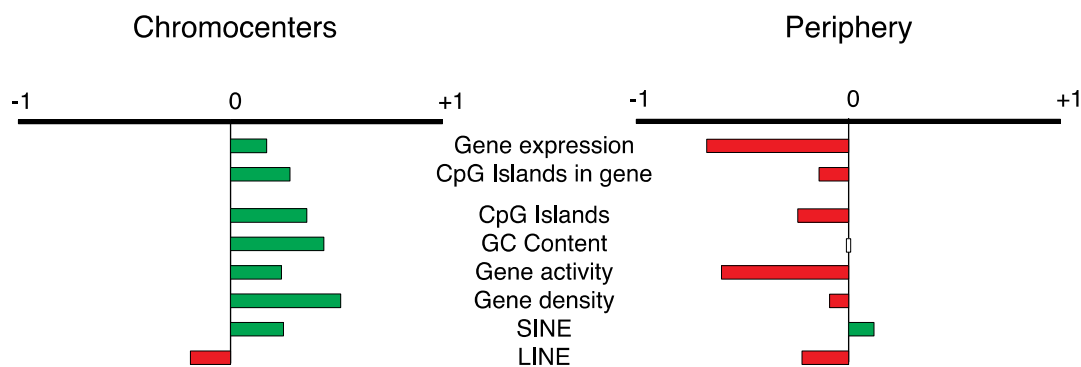 Chromocenters
Periphery
-1 0 +1
-1 0 +1
Gene expression
CpG Islands in gene
CpG Islands
GC Content
Gene activity
Gene density
SINE
LINE